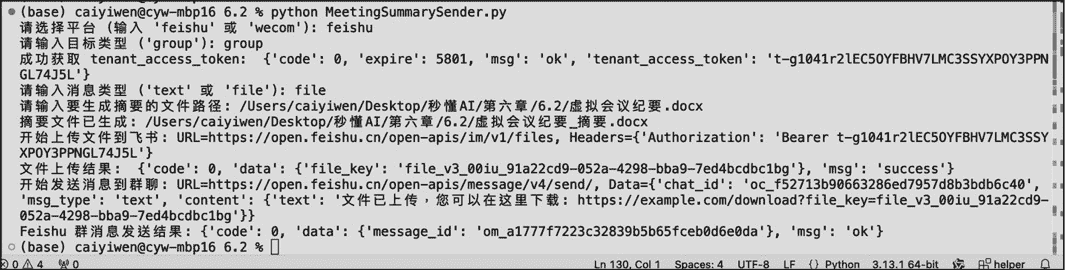 (base) caiyiwen@cyw-mbp16 6.2 % python MeetingSummarySender.py
请选择平台 (输入 'feishu' 或 'wecom'): feishu
请输入目标类型 ('group'): group
成功获取 tenant_access_token:  {'code': 0, 'expire': 5801, 'msg': 'ok', 'tenant_access_token': 't-g1041r2lEC5OYFBHV7LMC3SSYXPOY3PPN
GL74J5L'}
请输入消息类型 ('text' 或 'file'): file
请输入要生成摘要的文件路径: /Users/caiyiwen/Desktop/秒懂AI/第六章/6.2/虚拟会议纪要.docx
摘要文件已生成: /Users/caiyiwen/Desktop/秒懂AI/第六章/6.2/虚拟会议纪要_摘要.docx
开始上传文件到飞书: URL=https://open.feishu.cn/open-apis/im/v1/files, Headers={'Authorization': 'Bearer t-g1041r2lEC5OYFBHV7LMC3SSY
XPOY3PPNGL74J5L'}
文件上传结果:  {'code': 0, 'data': {'file_key': 'file_v3_00iu_91a22cd9-052a-4298-bba9-7ed4bcdbc1bg'}, 'msg': 'success'}
开始发送消息到群聊: URL=https://open.feishu.cn/open-apis/message/v4/send/, Data={'chat_id': 'oc_f52713b90663286ed7957d8b3bdb6c40',
'msg_type': 'text', 'content': {'text': '文件已上传，您可以在这里下载: https://example.com/download?file_key=file_v3_00iu_91a22cd9-
052a-4298-bba9-7ed4bcdbc1bg'}}
Feishu 群消息发送结果: {'code': 0, 'data': {'message_id': 'om_a1777f7223c32839b5b65fceb0d6e0da'}, 'msg': 'ok'}
(base) caiyiwen@cyw-mbp16 6.2 %
0 4 0 Ln 130, Col 1 Spaces: 4 UTF-8 LF {} Python 3.13.1 64-bit helper